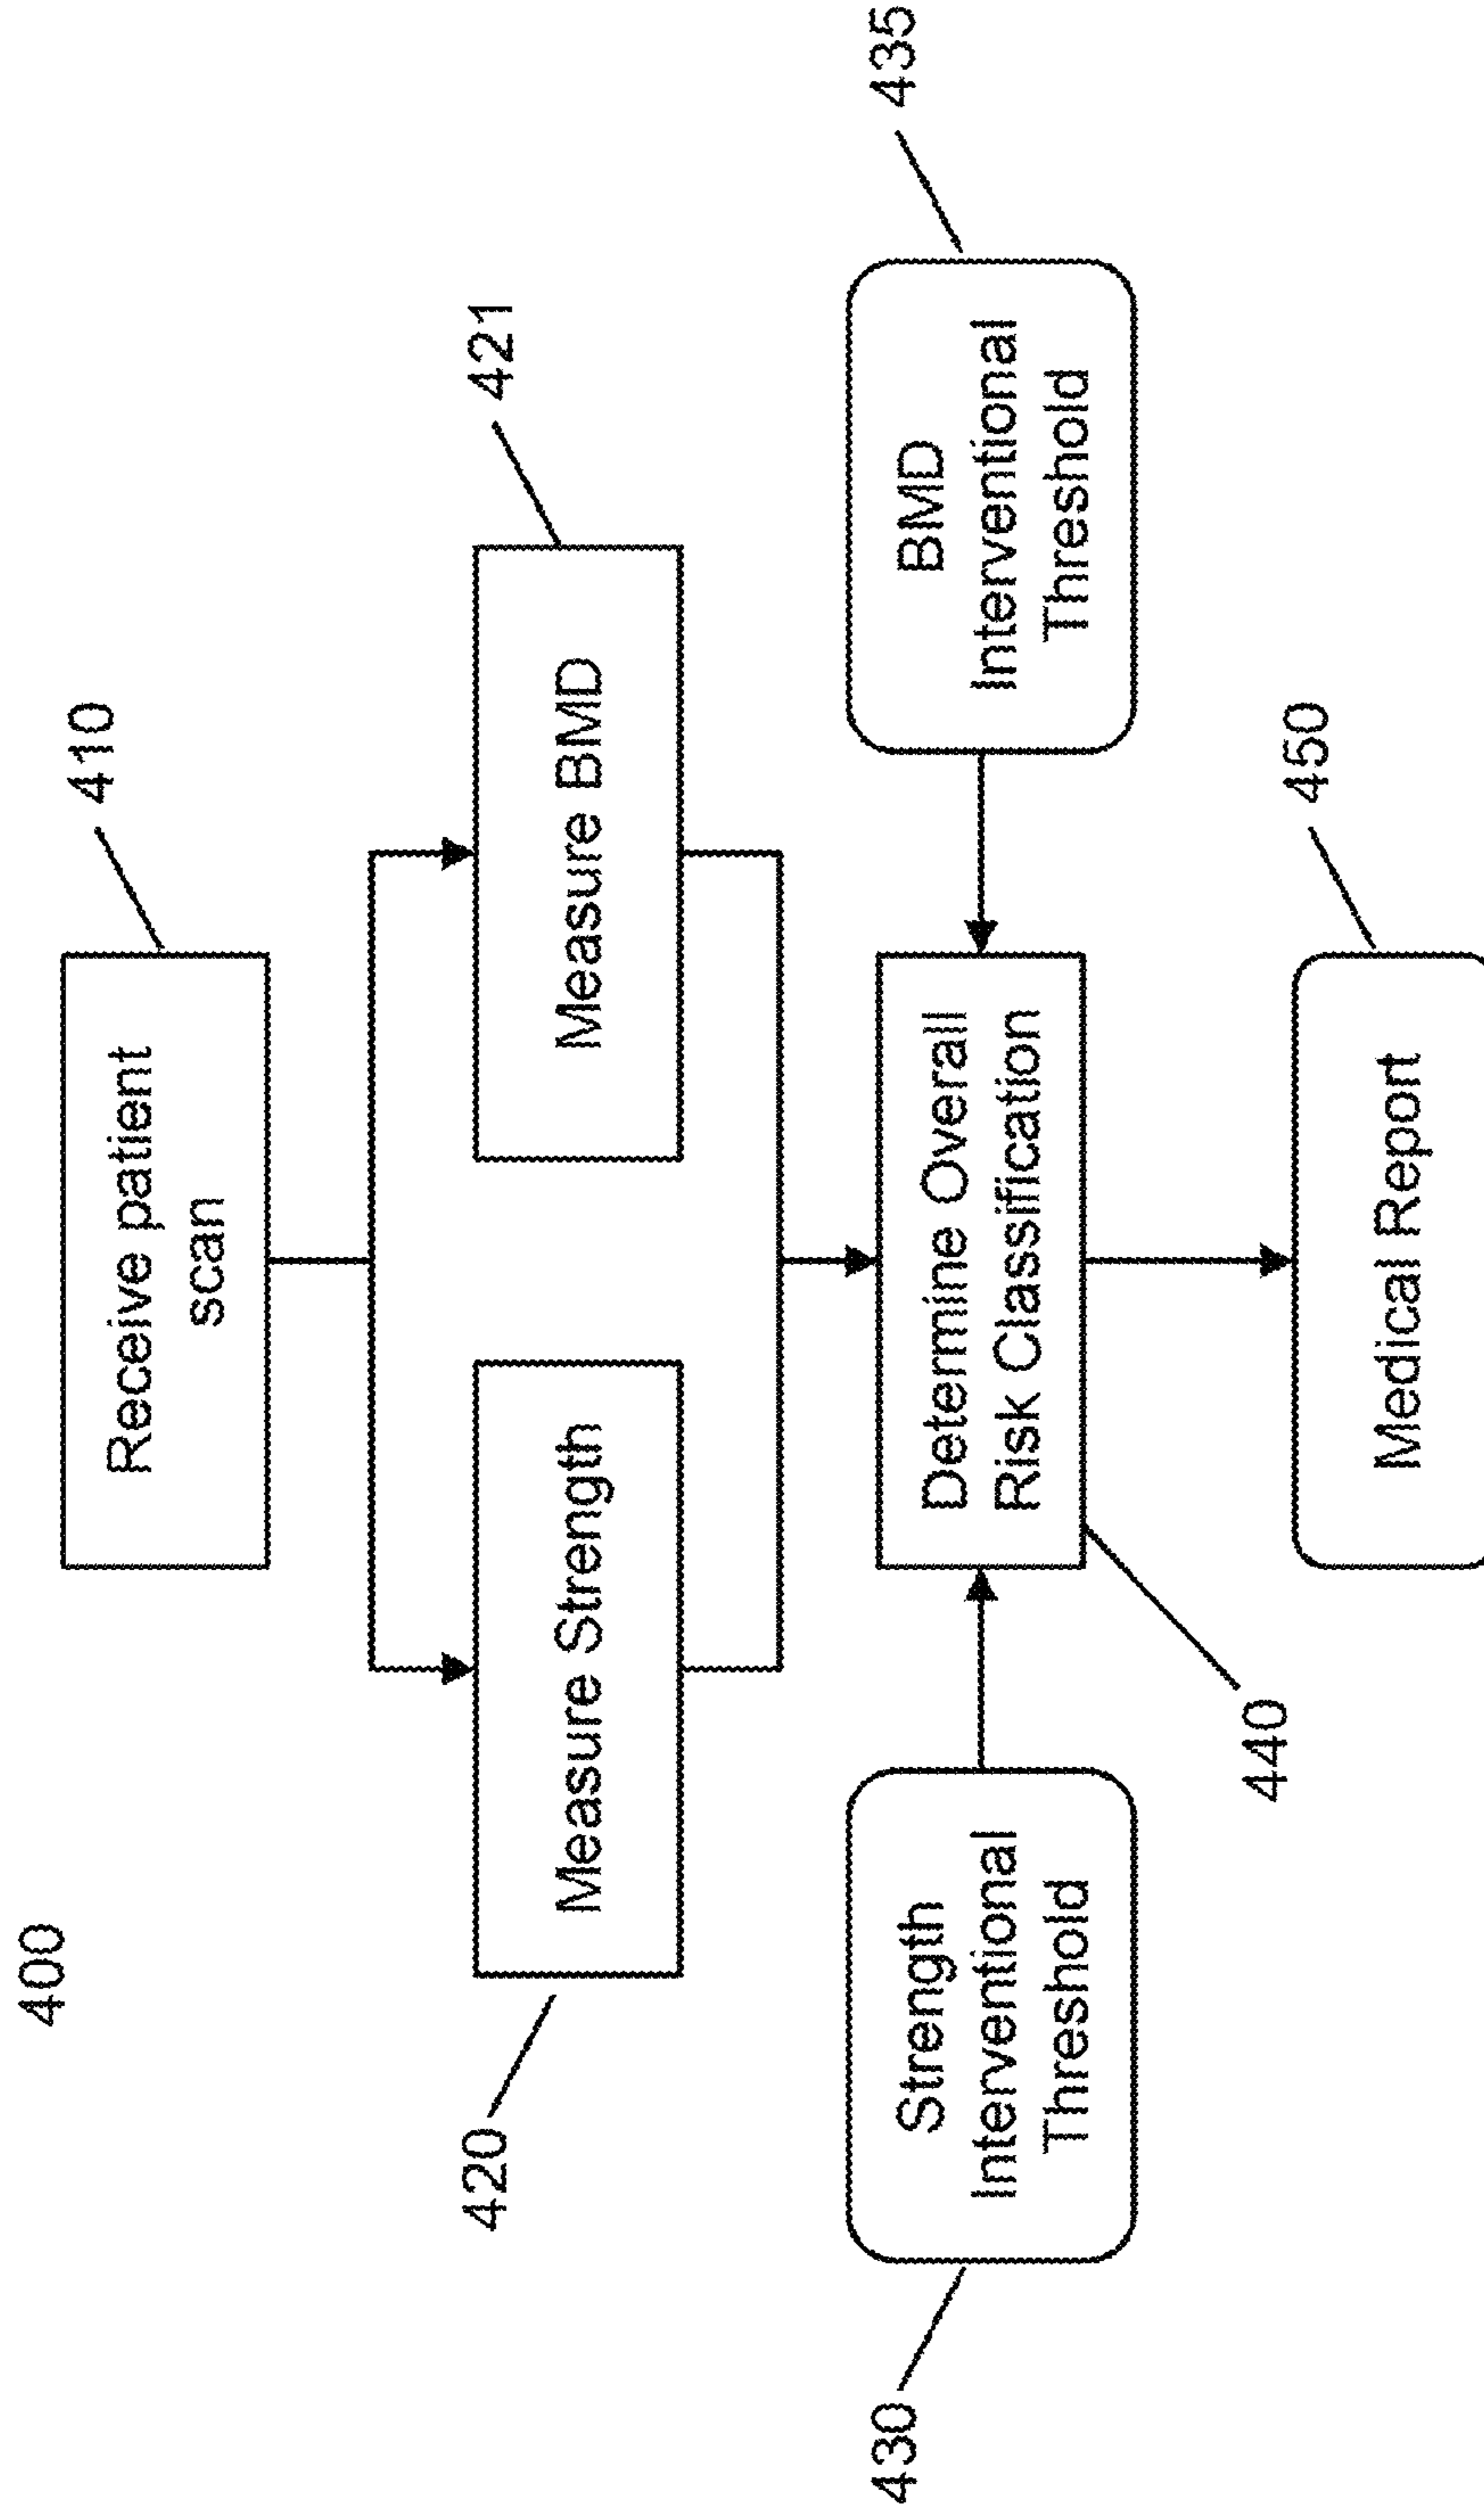 400
410
Receive patient
scan
420
Measure Strength
421
Measure BMD
430
Strength
Interventional
Threshold
Determine Overall
Risk Classification
435
BMD
Interventional
Threshold
440
450
Medical Report